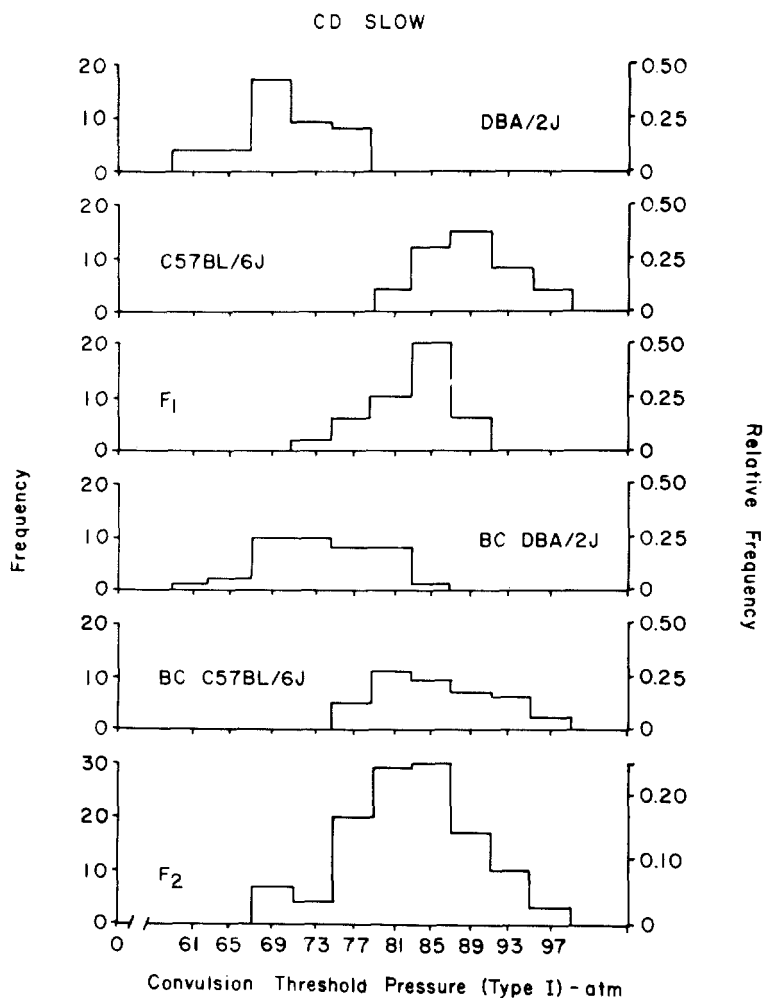 CD SLOW
20 0.50
10 DBA/2J 0.25
0 0
20 0.50
C57BL/6J
10 0.25
0 0
20 0.50
10 F1 0.25
0 0
20 0.50
10 BC DBA/2J 0.25
0 0
20 0.50
10 BC C57BL/6J 0.25
0 0
30
20 0.20
10 F2 0.10
0 0
0 61 65 69 73 77 81 85 89 93 97
Convulsion Threshold Pressure (Type I) - atm
Frequency
Relative Frequency